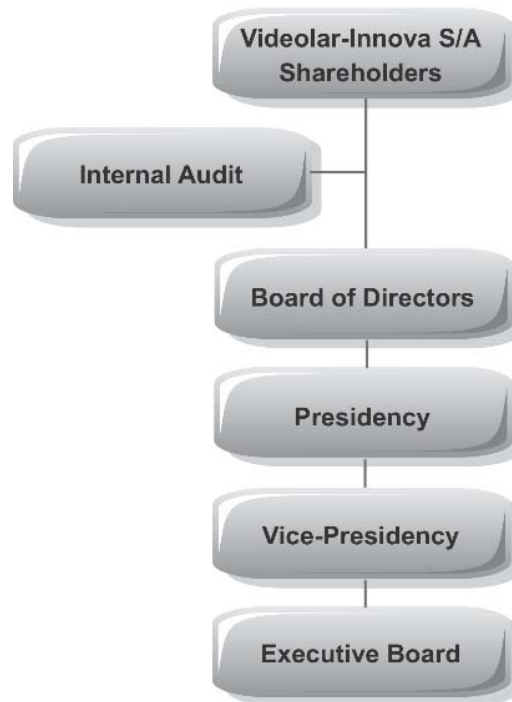 Videolar-Innova S/A
Shareholders
Internal Audit
Board of Directors
Presidency
Vice-Presidency
Executive Board